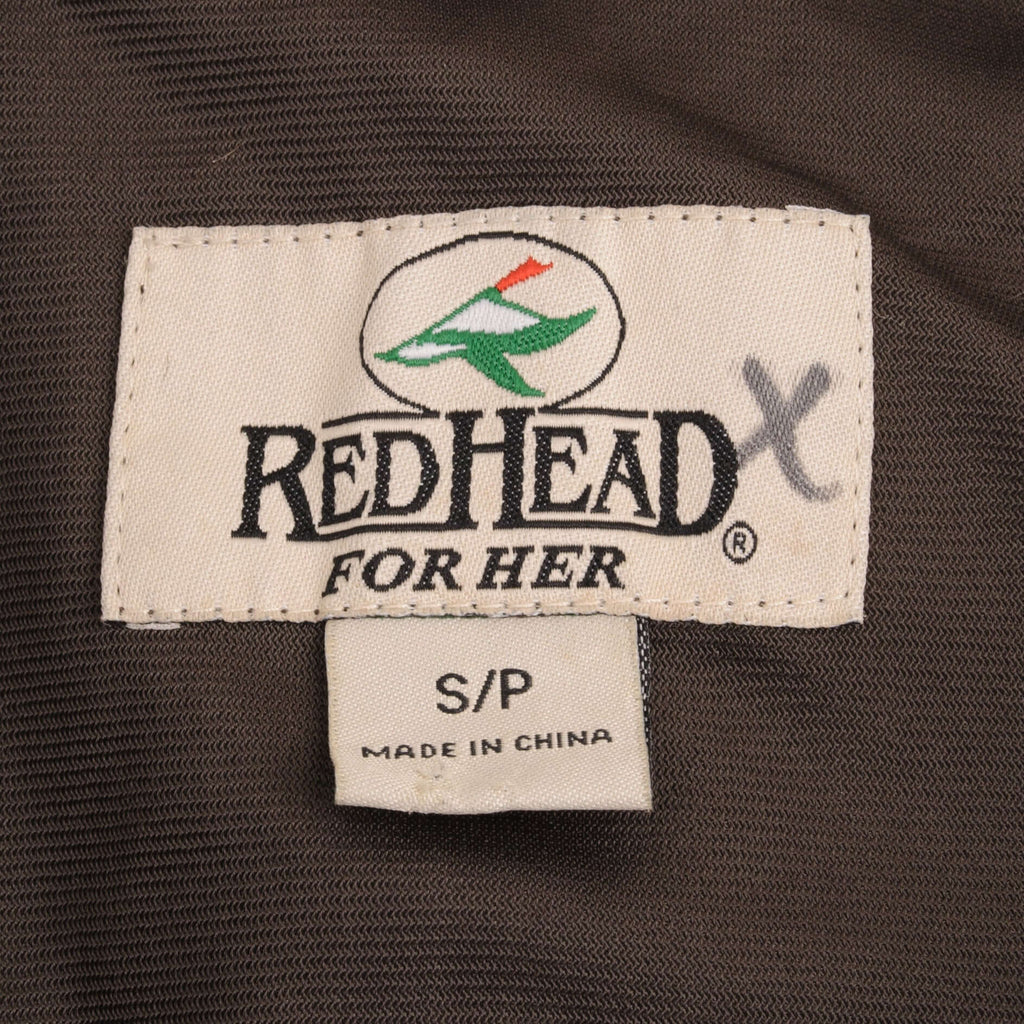 X
REDHEAD®
FOR HER
S/P
MADE IN CHINA